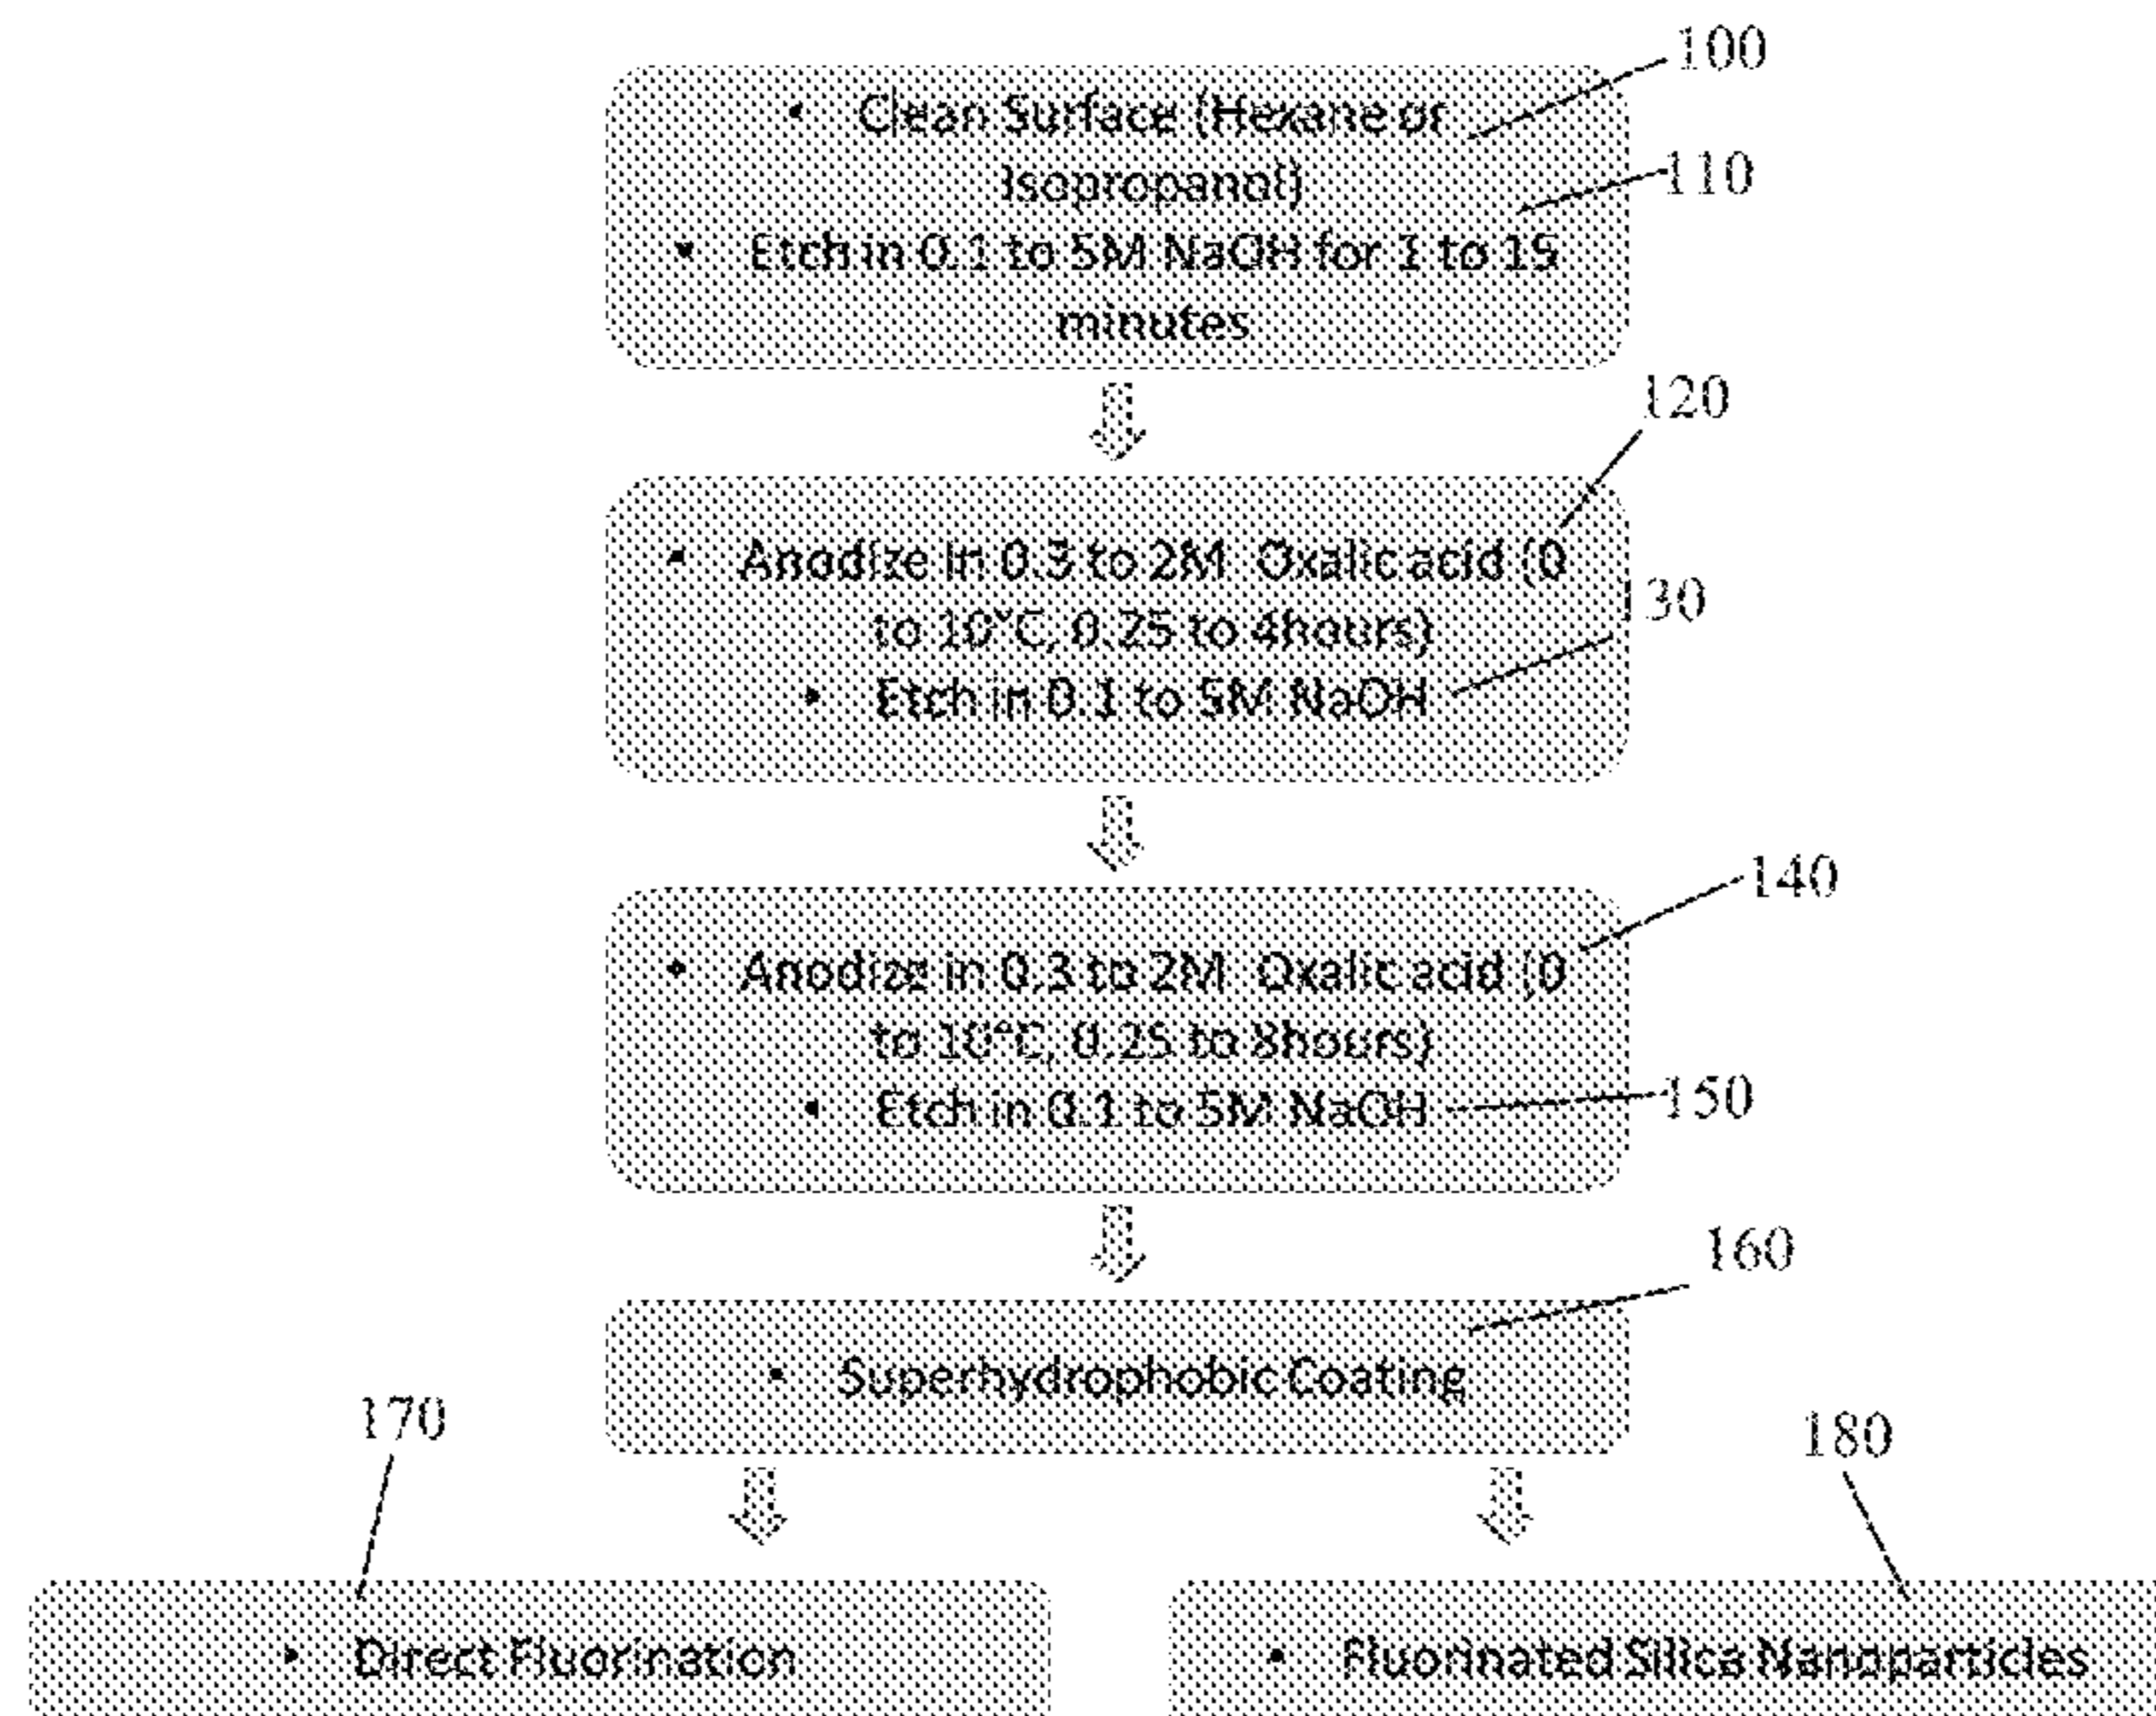 100
• Clean Surface (Hexane or
Isopropanol)
110
• Etch in 0.1 to 5M NaOH for 1 to 15
minutes
120
• Anodize in 0.3 to 2M Oxalic acid (0
to 10°C, 0.25 to 4hours)
130
• Etch in 0.1 to 5M NaOH
140
• Anodize in 0.3 to 2M Oxalic acid (0
to 10°C, 0.25 to 8hours)
• Etch in 0.1 to 5M NaOH
150
160
• Superhydrophobic Coating
170
180
• Direct Fluorination
• Fluorinated Silica Nanoparticles